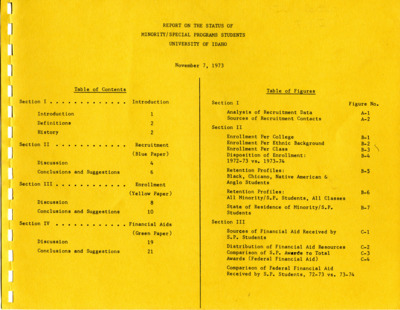 REPORT ON THE STATUS OF
MINORITY/SPECIAL PROGRAMS STUDENTS
UNIVERSITY OF IDAHO
November 7, 1973
Table of Contents
Section I . . . . . . . . . . . . . Introduction
Introduction 1
Definitions 2
History 2
Section II . . . . . . . . . . . . Recruitment
(Blue Paper)
Discussion 4
Conclusions and Suggestions 6
Section III . . . . . . . . . . . . Enrollment
(Yellow Paper)
Discussion 8
Conclusions and Suggestions 10
Section IV . . . . . . . . . . Financial Aids
(Green Paper)
Discussion 19
Conclusions and Suggestions 21
Table of Figures
Section I Figure No.
Analysis of Recruitment Data A-1
Sources of Recruitment Contacts A-2
Section II
Enrollment Per College B-1
Enrollment Per Ethnic Background B-2
Enrollment Per Class B-3
Disposition of Enrollment: B-4
1972-73 vs. 1973-74
Retention Profiles: B-5
Black, Chicano, Native American &
Anglo Students
Retention Profiles: B-6
All Minority/S.P. Students, All Classes
State of Residence of Minority/S.P. B-7
Students
Section III
Sources of Financial Aid Received by C-1
S.P. Students
Distribution of Financial Aid Resources C-2
Comparison of S.P. Awards to Total C-3
Awards (Federal Financial Aid) C-4
Comparison of Federal Financial Aid
Received by S.P. Students, 72-73 vs. 73-74